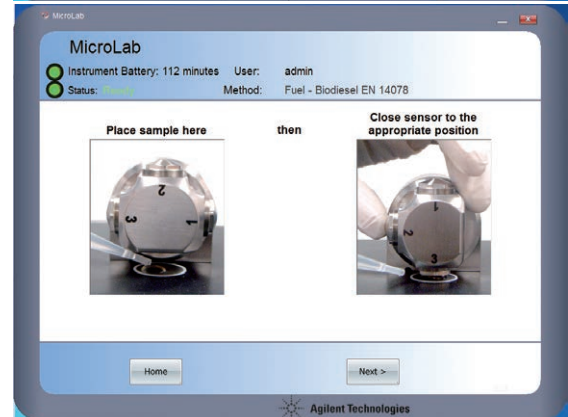 MicroLab
MicroLab
Instrument Battery: 112 minutes User: admin
Status: Ready Method: Fuel - Biodiesel EN 14078
Place sample here then Close sensor to the
appropriate position
2
3 1
1
2
3
Home Next >
Agilent Technologies